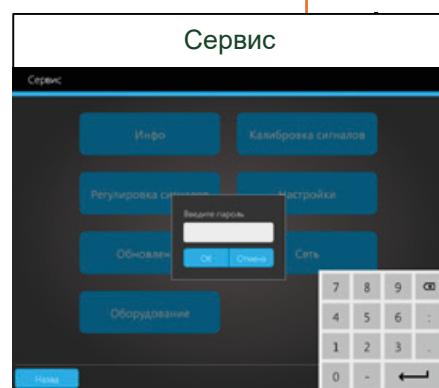 Сервис
Сервис
Инфо
Калибровка сигналов
Регулировка сигналов
Настройки
Введите пароль
ОК
Отмена
Обновлен
Сеть
Оборудование
7 8 9
4 5 6 :
1 2 3 .
0 -
Назад